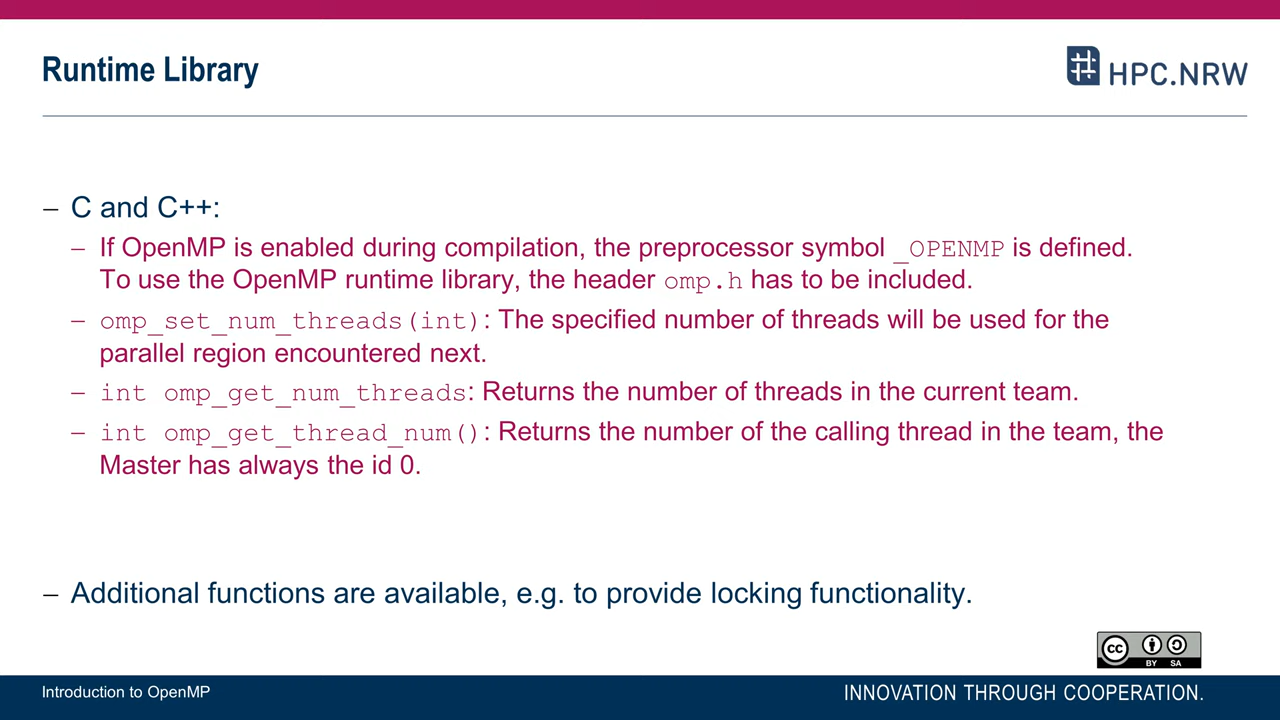 Runtime Library
HPC.NRW
– C and C++:
– If OpenMP is enabled during compilation, the preprocessor symbol _OPENMP is defined.
To use the OpenMP runtime library, the header omp.h has to be included.
– omp_set_num_threads(int): The specified number of threads will be used for the
parallel region encountered next.
– int omp_get_num_threads: Returns the number of threads in the current team.
– int omp_get_thread_num(): Returns the number of the calling thread in the team, the
Master has always the id 0.
– Additional functions are available, e.g. to provide locking functionality.
cc
BY SA
Introduction to OpenMP
INNOVATION THROUGH COOPERATION.